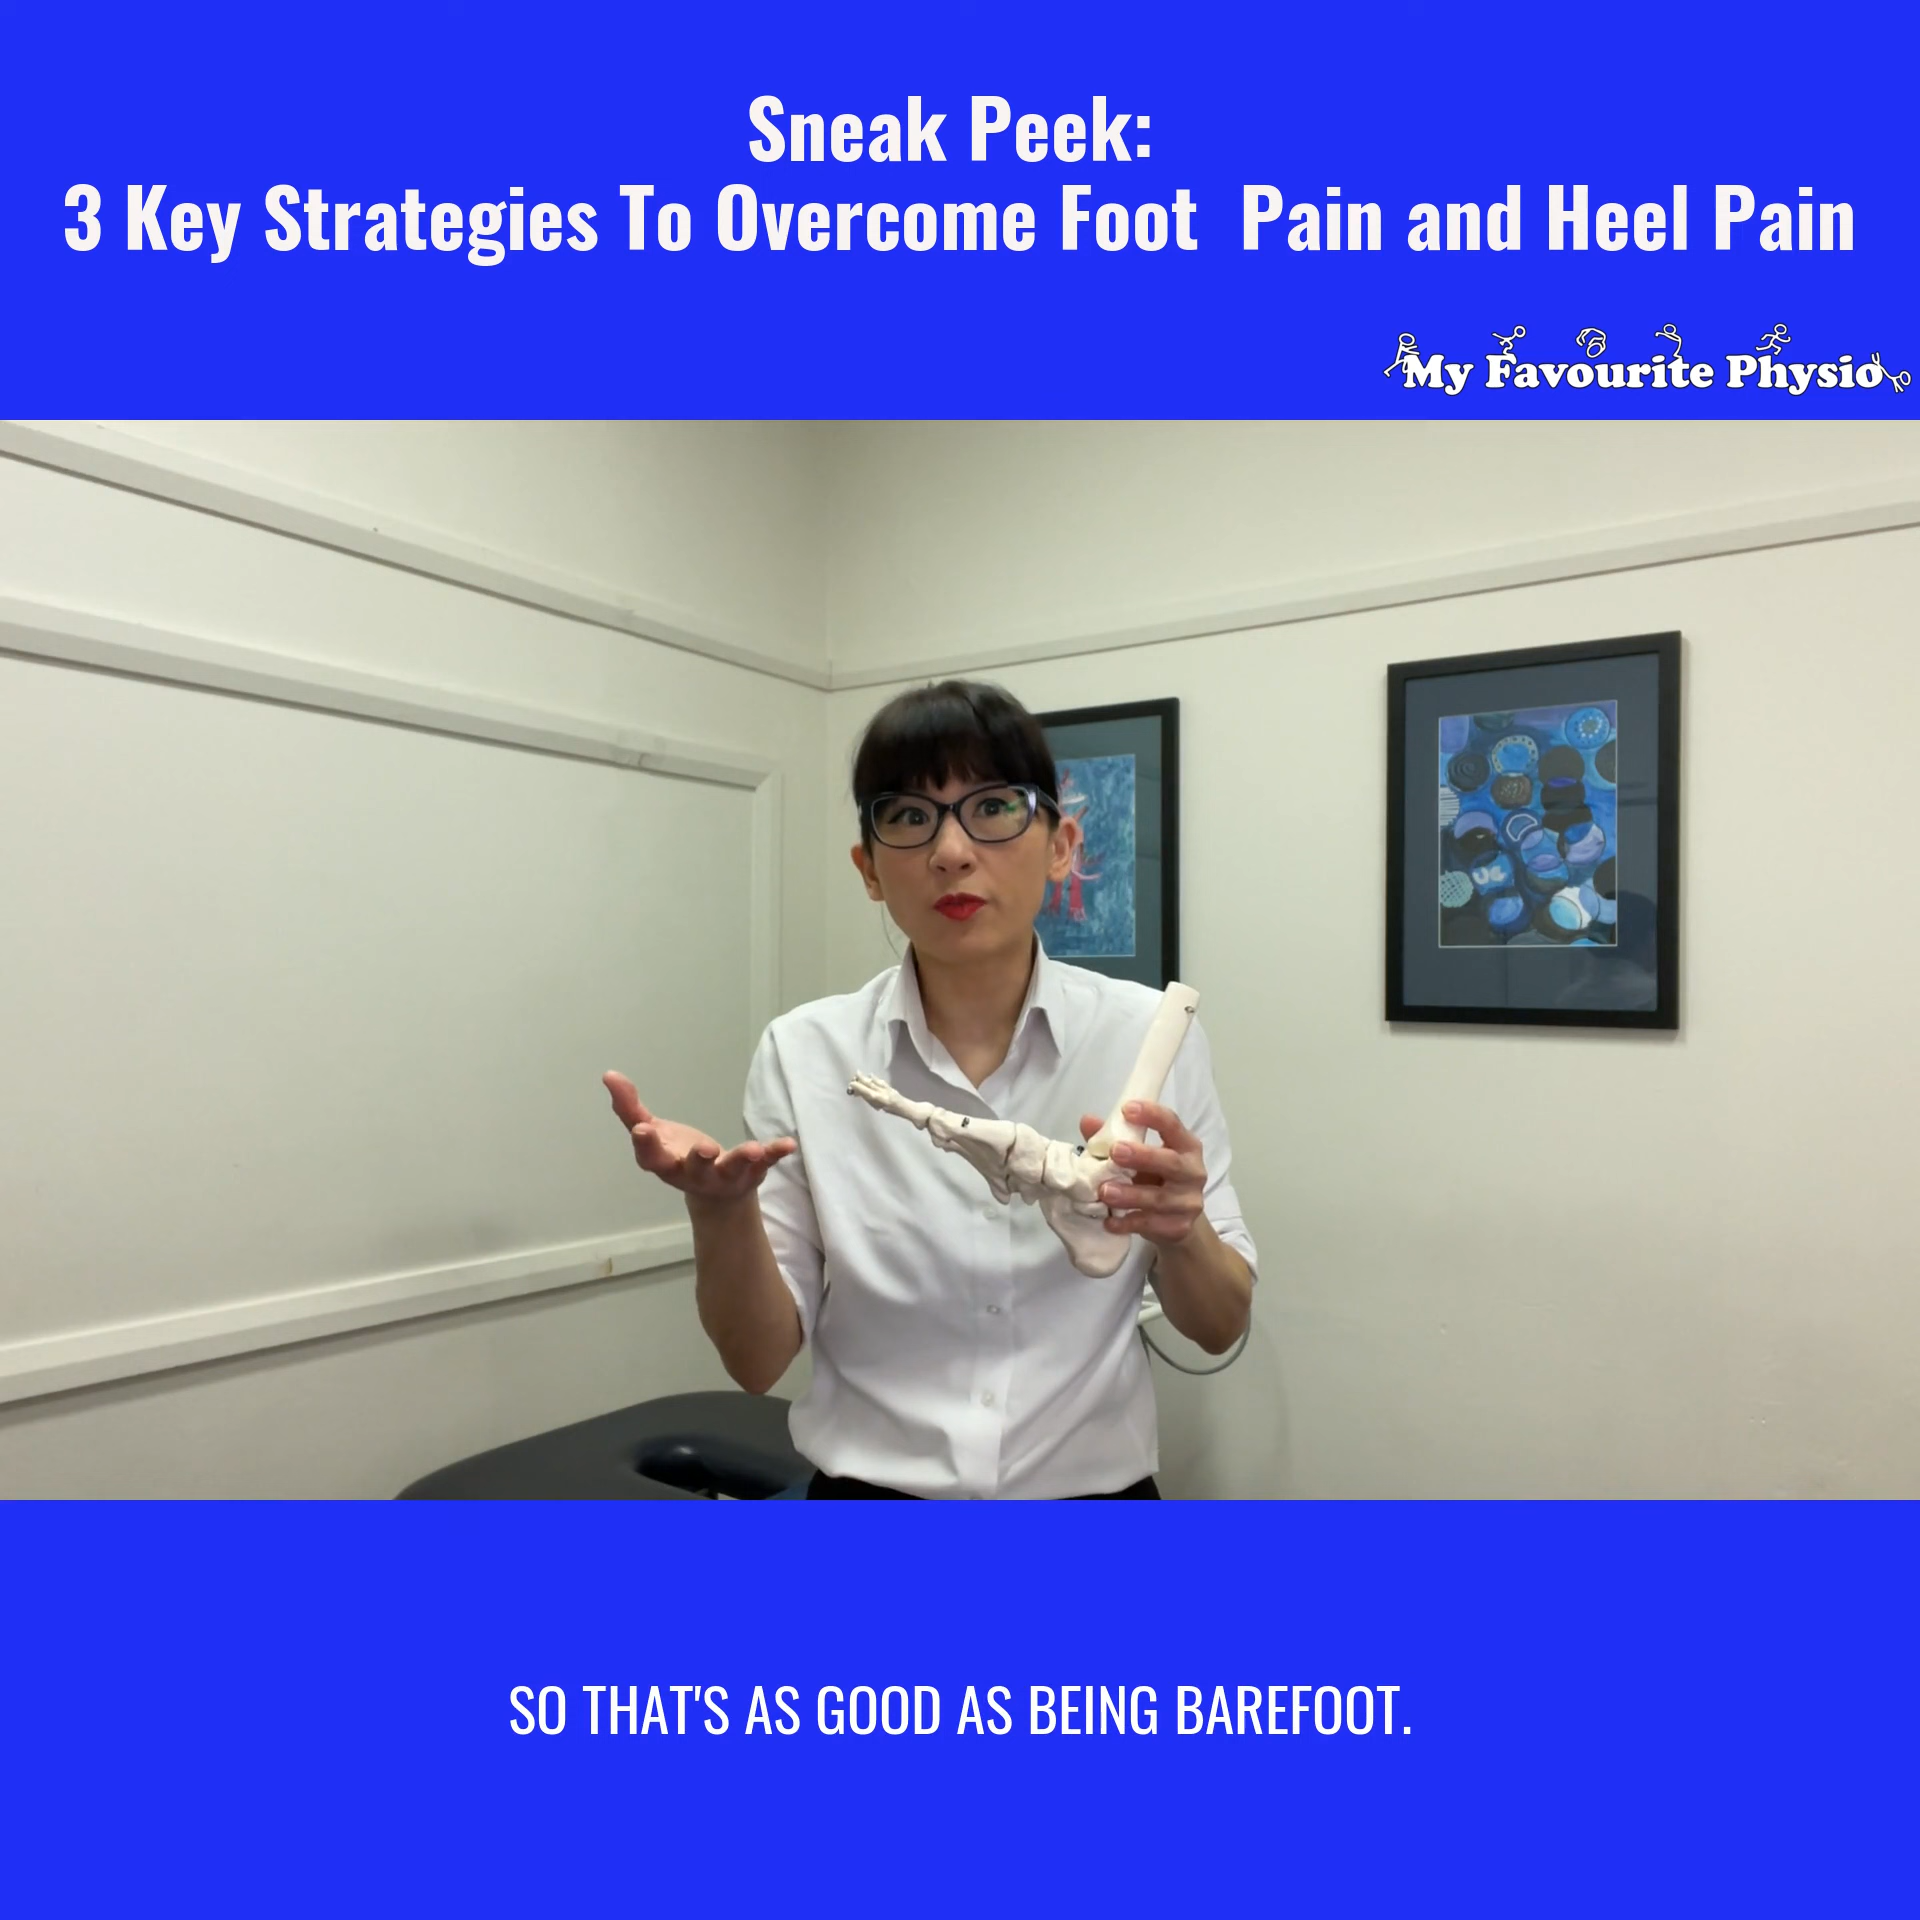 Sneak Peek:
3 Key Strategies To Overcome Foot  Pain and Heel Pain
My Favourite Physio
SO THAT'S AS GOOD AS BEING BAREFOOT.